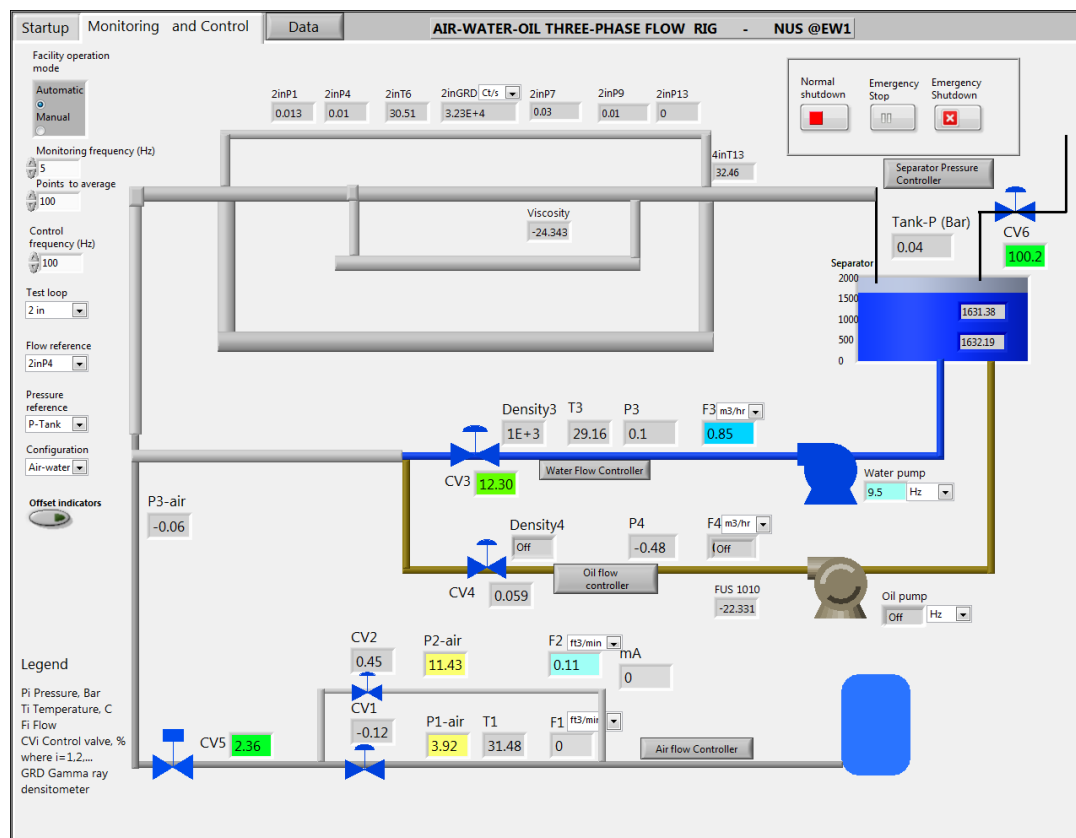 Startup
Monitoring and Control
Data
AIR-WATER-OIL THREE-PHASE FLOW RIG - NUS @EW1
Facility operation
mode
Automatic
Manual
Monitoring frequency (Hz)
5
Points to average
100
Control
frequency (Hz)
100
Test loop
2 in
Flow reference
2inP4
Pressure
reference
P-Tank
Configuration
Air-water
Offset indicators
2inP1
0.013
2inP4
0.01
2inT6
30.51
2inGRD Ct/s
3.23E+4
2inP7
0.03
2inP9
0.01
2inP13
0
4inT13
32.46
Viscosity
-24.343
Normal
shutdown
Emergency
Stop
Emergency
Shutdown
Separator Pressure
Controller
Tank-P (Bar)
0.04
CV6
100.2
Separator
2000
1500
1000
500
0
1631.38
1632.19
Density3
1E+3
T3
29.16
P3
0.1
F3 m3/hr
0.85
CV3
12.30
Water Flow Controller
Water pump
9.5 Hz
P3-air
-0.06
Density4
Off
P4
-0.48
F4 m3/hr
Off
CV4
0.059
Oil flow
controller
FUS 1010
-22.331
Oil pump
Off Hz
CV2
0.45
P2-air
11.43
F2 ft3/min
0.11
mA
0
CV1
-0.12
P1-air
3.92
T1
31.48
F1 ft3/min
0
CV5
2.36
Air flow Controller
Legend
Pi Pressure, Bar
Ti Temperature, C
Fi Flow
CVi Control valve, %
where i=1,2,...
GRD Gamma ray
densitometer